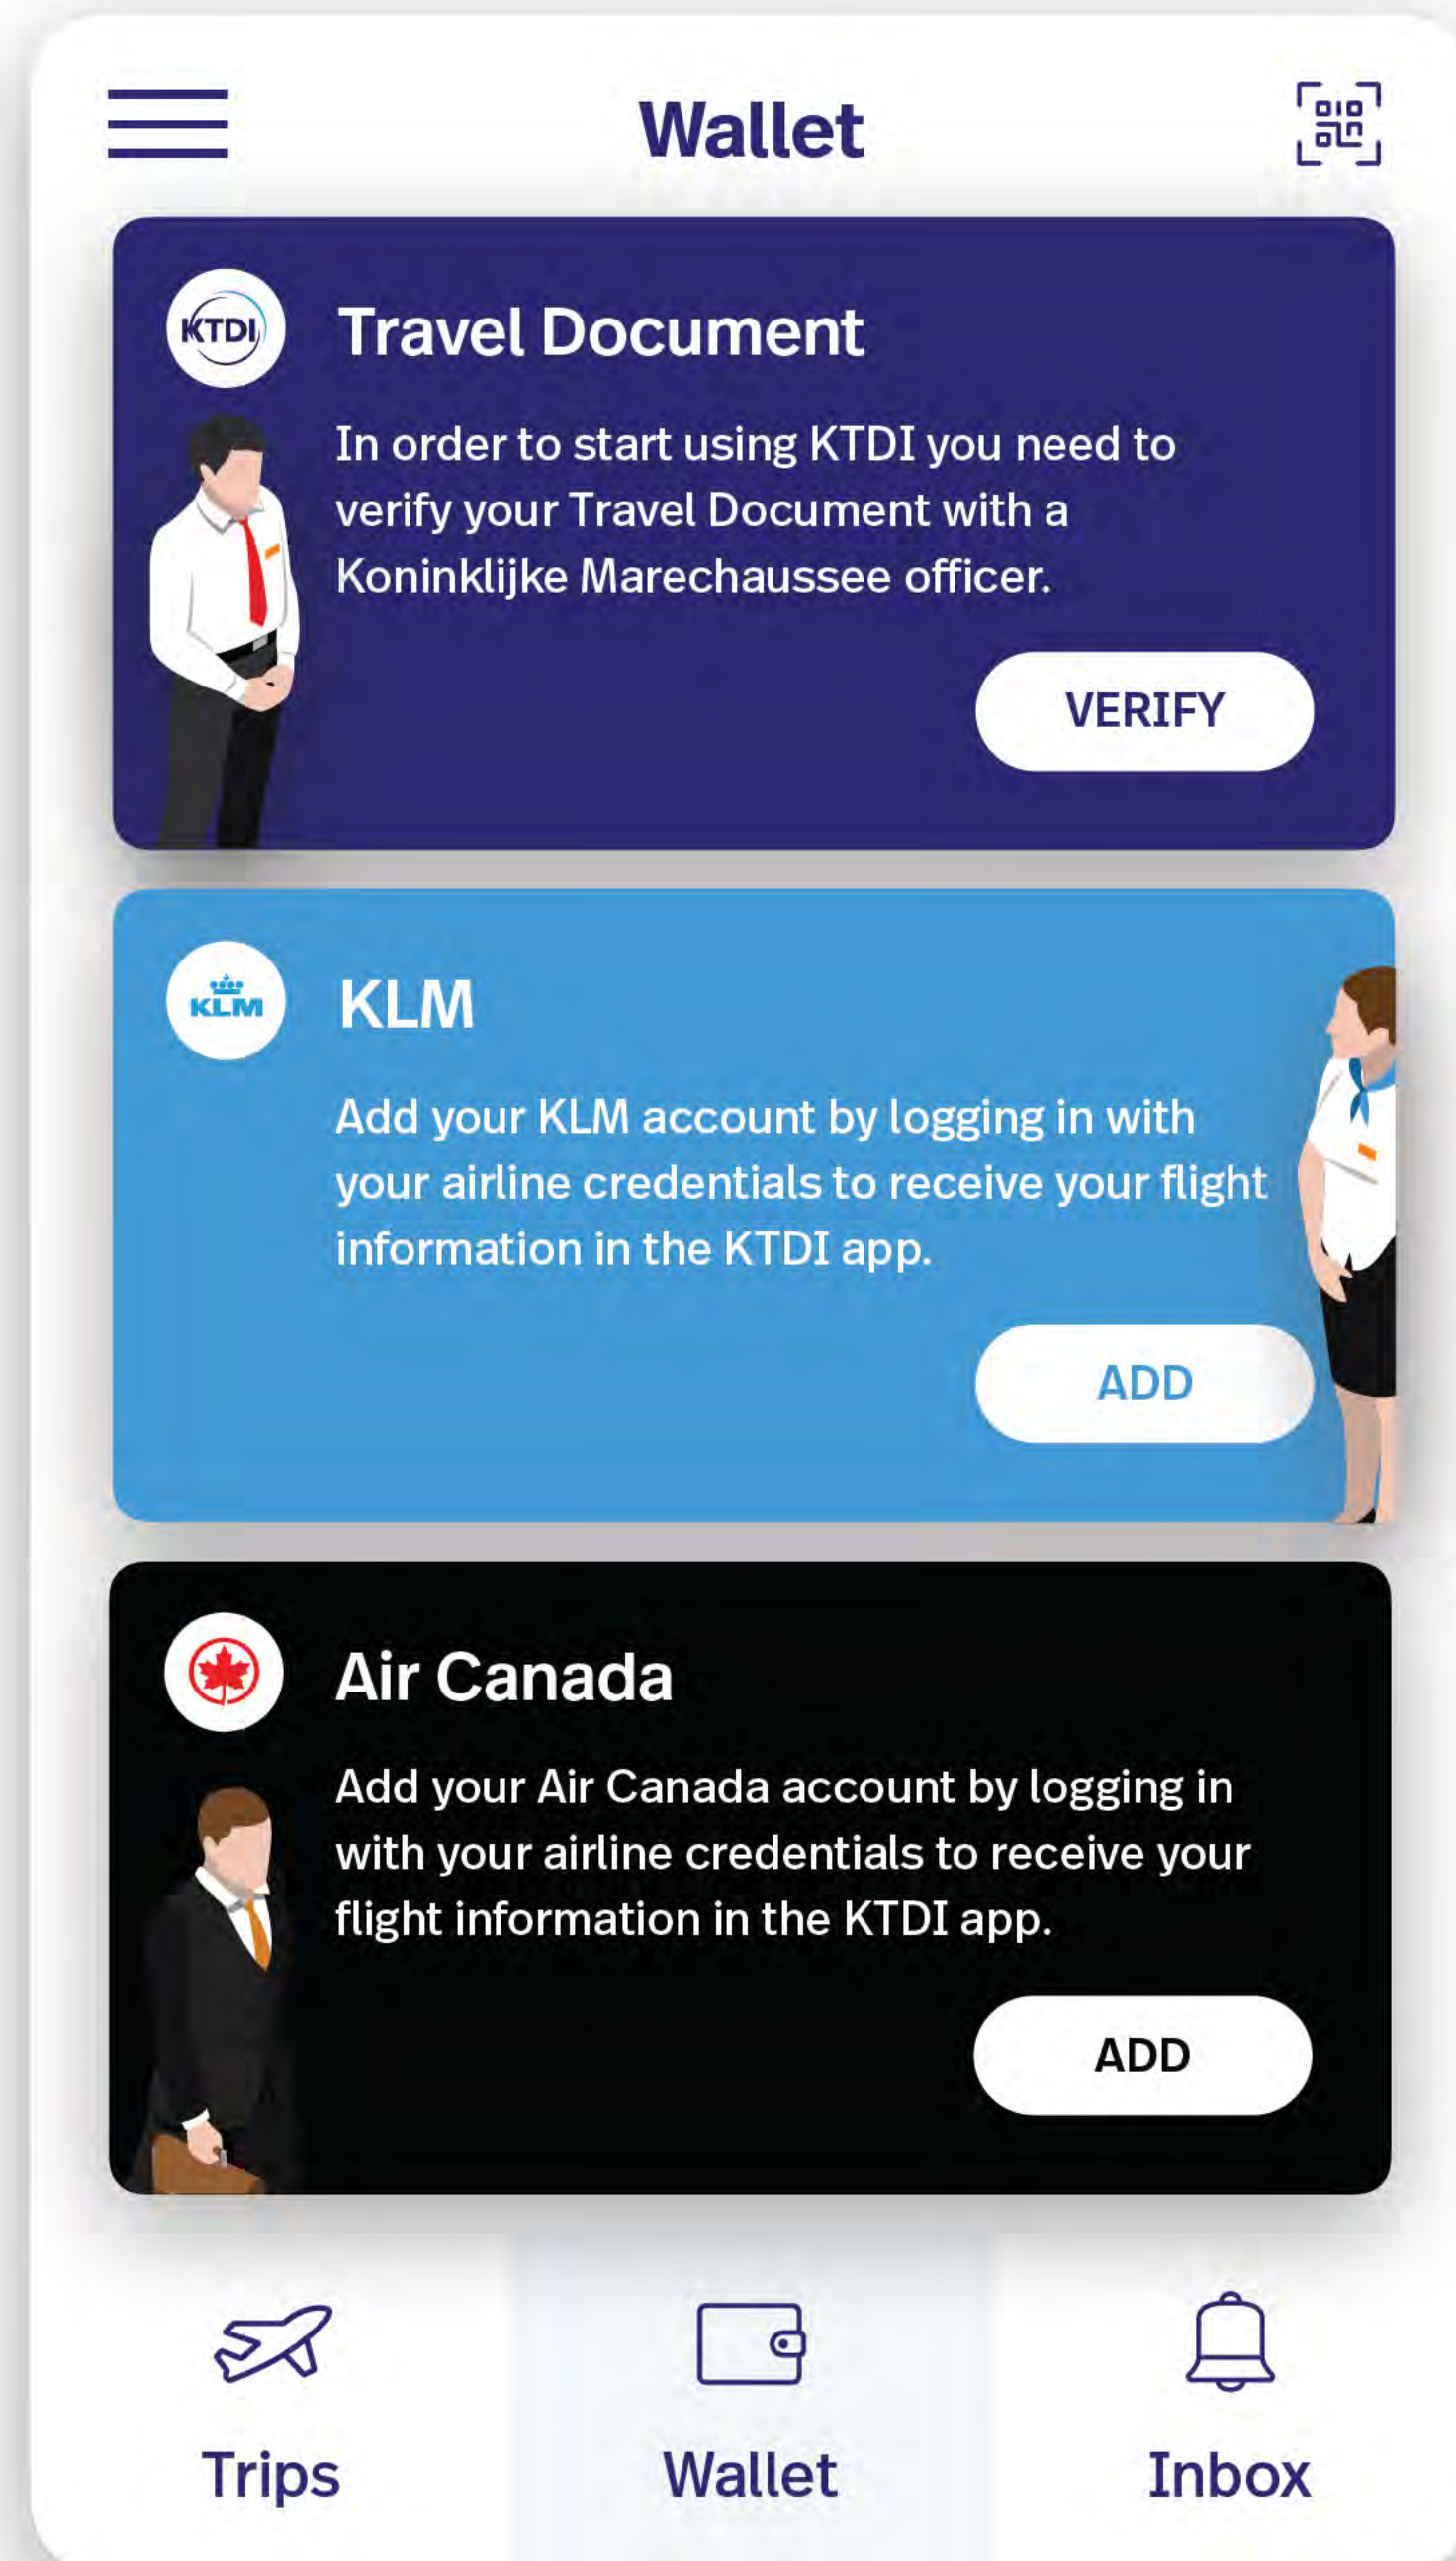 Wallet
KTDI
Travel Document
In order to start using KTDI you need to
verify your Travel Document with a
Koninklijke Marechaussee officer.
VERIFY
KLM
KLM
Add your KLM account by logging in with
your airline credentials to receive your flight
information in the KTDI app.
ADD
Air Canada
Add your Air Canada account by logging in
with your airline credentials to receive your
flight information in the KTDI app.
ADD
Trips
Wallet
Inbox